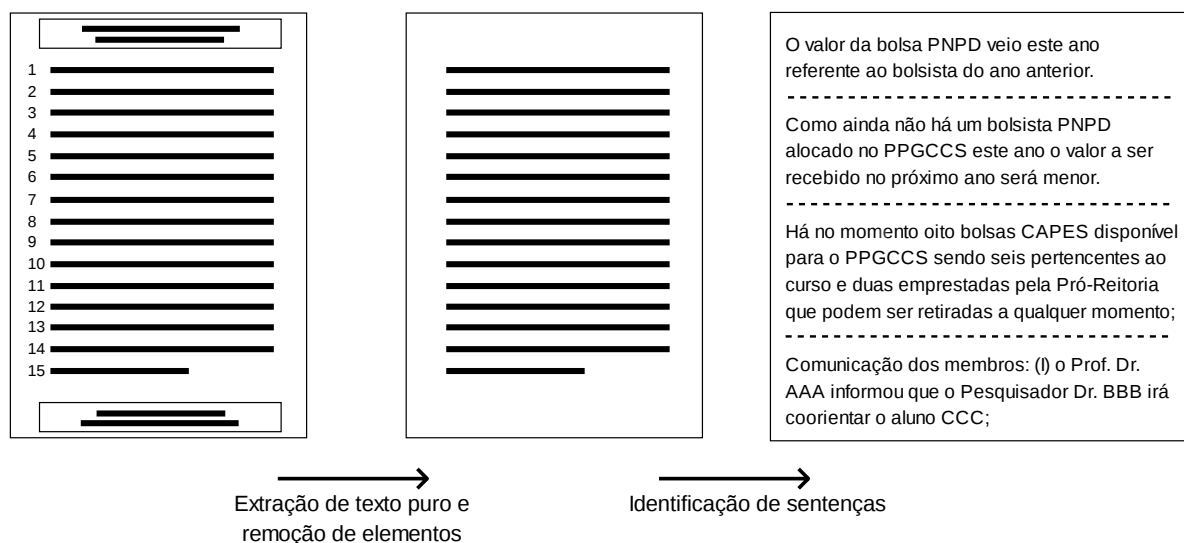 1
2
3
4
5
6
7
8
9
10
11
12
13
14
15
O valor da bolsa PNPD veio este ano
referente ao bolsista do ano anterior.
Como ainda não há um bolsista PNPD
alocado no PPGCCS este ano o valor a ser
recebido no próximo ano será menor.
Há no momento oito bolsas CAPES disponível
para o PPGCCS sendo seis pertencentes ao
curso e duas emprestadas pela Pró-Reitoria
que podem ser retiradas a qualquer momento;
Comunicação dos membros: (I) o Prof. Dr.
AAA informou que o Pesquisador Dr. BBB irá
coorientar o aluno CCC;
Extração de texto puro e
remoção de elementos
Identificação de sentenças